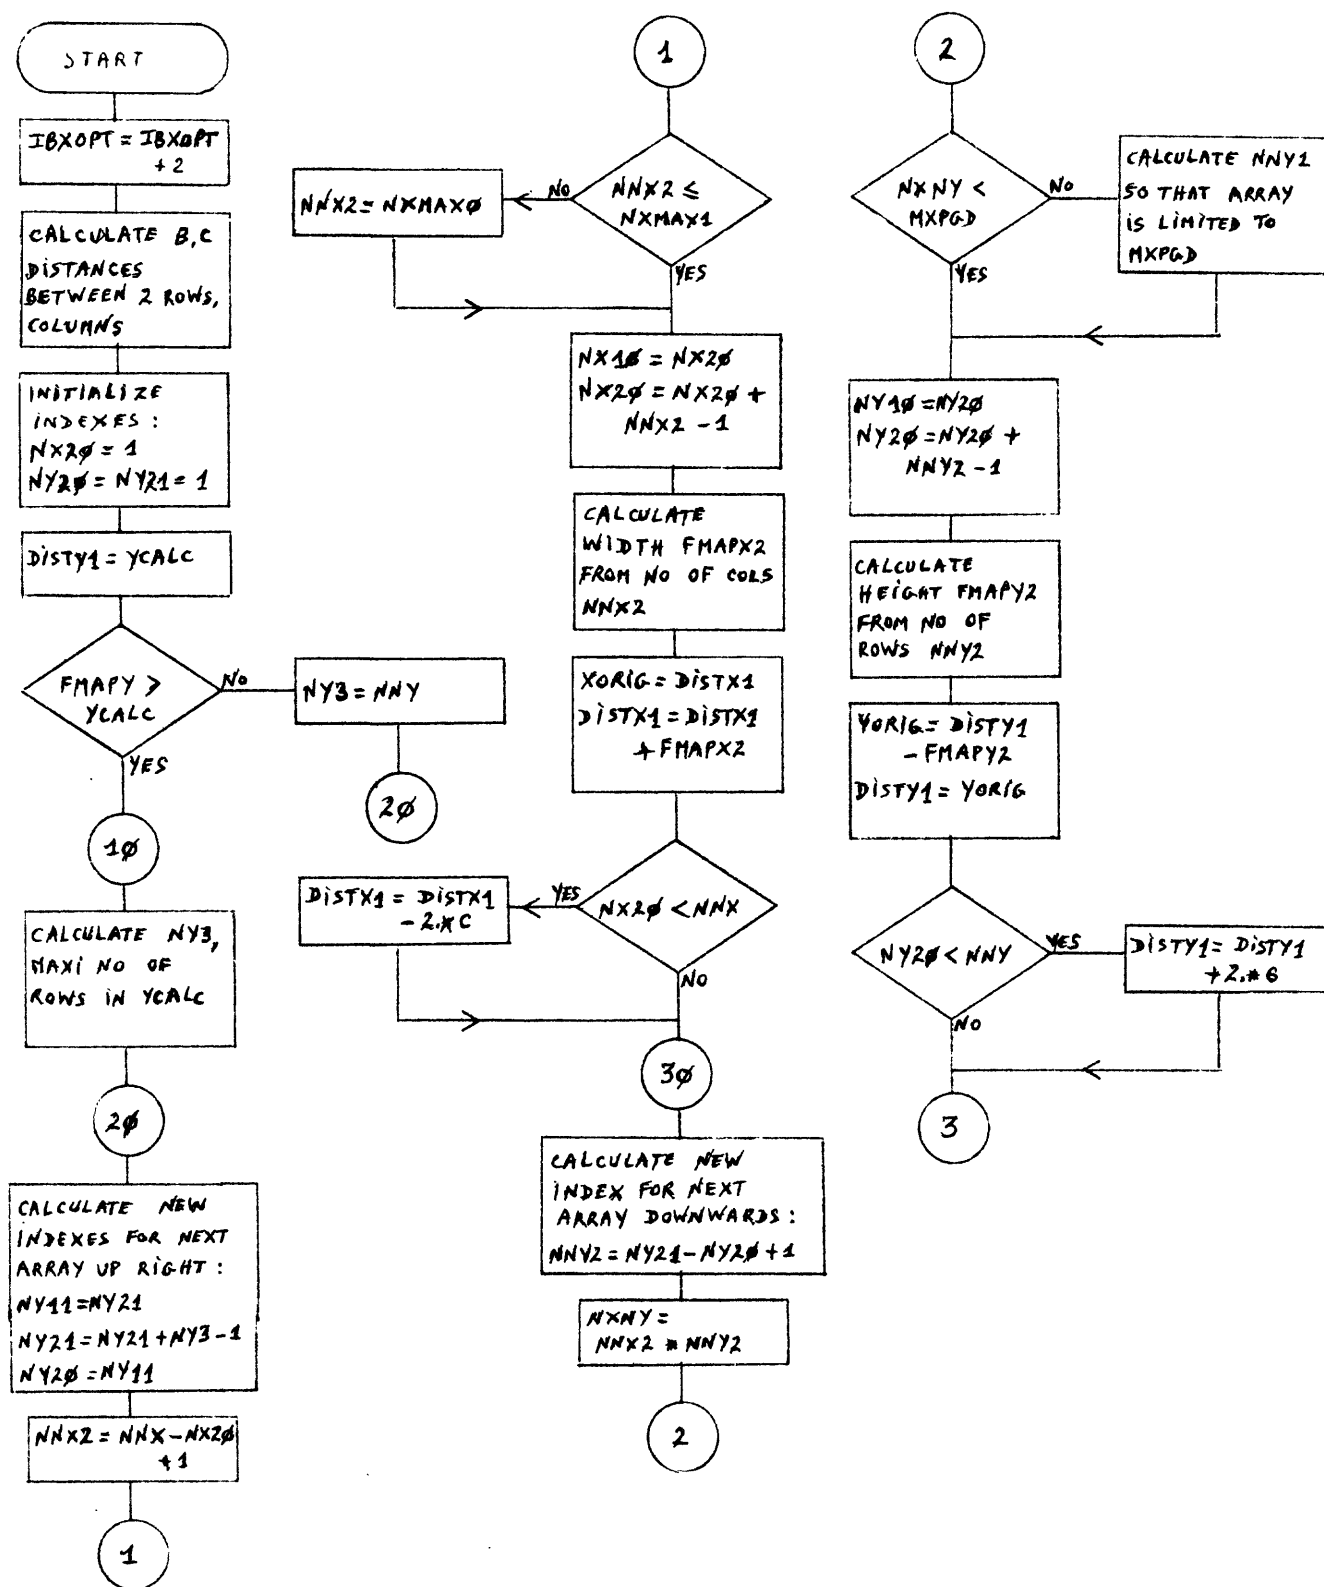 START
IBXOPT = IBXOPT
+ 2
CALCULATE B,C
DISTANCES
BETWEEN 2 ROWS,
COLUMNS
INITIALIZE
INDEXES :
NX2Ø = 1
NY2Ø = NY21 = 1
DISTY1 = YCALC
FMAPY >
YCALC
NO
YES
NY3 = NNY
2Ø
1Ø
CALCULATE NY3,
MAXI NO OF
ROWS IN YCALC
2Ø
CALCULATE NEW
INDEXES FOR NEXT
ARRAY UP RIGHT :
NY11 = NY21
NY21 = NY21 + NY3 - 1
NY2Ø = NY11
NNX2 = NNX - NX2Ø
+ 1
1
1
NNX2 ≤
NXMAX1
NO
YES
NNX2 = NXMAXØ
NX1Ø = NX2Ø
NX2Ø = NX2Ø +
NNX2 - 1
CALCULATE
WIDTH FMAPX2
FROM NO OF COLS
NNX2
XORIG = DISTX1
DISTX1 = DISTX1
+ FMAPX2
NX2Ø < NNX
YES
NO
DISTX1 = DISTX1
- 2.* C
3Ø
CALCULATE NEW
INDEX FOR NEXT
ARRAY DOWNWARDS :
NNY2 = NY21 - NY2Ø + 1
NXNY =
NNX2 * NNY2
2
2
NXNY <
MXPGD
NO
YES
CALCULATE NNY2
SO THAT ARRAY
IS LIMITED TO
MXPGD
NY1Ø = NY2Ø
NY2Ø = NY2Ø +
NNY2 - 1
CALCULATE
HEIGHT FMAPY2
FROM NO OF
ROWS NNY2
YORIG = DISTY1
- FMAPY2
DISTY1 = YORIG
NY2Ø < NNY
YES
NO
DISTY1 = DISTY1
+ 2.* B
3